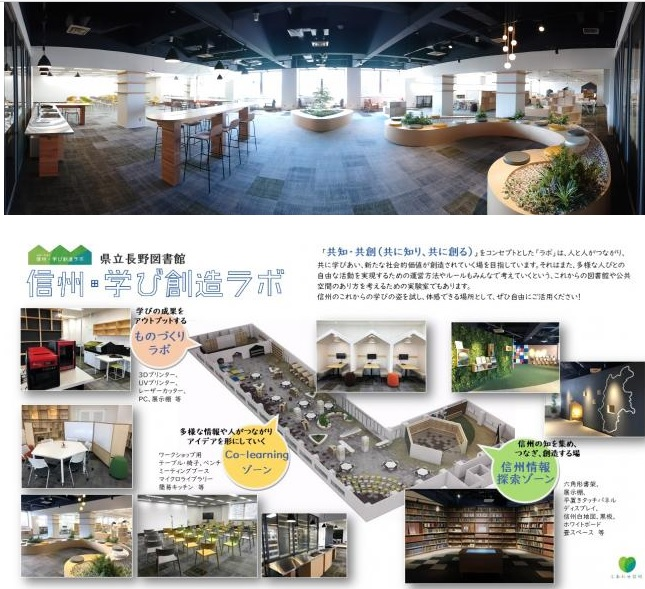 信州・学び創造ラボ
県立長野図書館
信州・学び創造ラボ
「共知・共創（共に知り、共に創る）」をコンセプトとした「ラボ」は、人と人がつながり、
共に学びあい、新たな社会的価値が創造されていく場を目指しています。それはまた、多様な人びとの
自由な活動を実現するための運営方法やルールもみんなで考えていくという、これからの図書館や公共
空間のあり方を考えるための実験室でもあります。
信州のこれからの学びの姿を試し、体感できる場所として、ぜひ自由にご活用ください！
学びの成果を
アウトプットする
ものづくり
ラボ
3Dプリンター、
UVプリンター、
レーザーカッター、
PC、展示棚 等
多様な情報や人がつながり
アイデアを形にしていく
Co-learning
ゾーン
ワークショップ用
テーブル・椅子、ベンチ
ミーティングブース
マイクロライブラリー
簡易キッチン 等
信州の知を集め、
つなぎ、創造する場
信州情報
探索ゾーン
六角形書架、
展示棚、
平置きタッチパネル
ディスプレイ、
信州白地図、黒板、
ホワイトボード
畳スペース 等